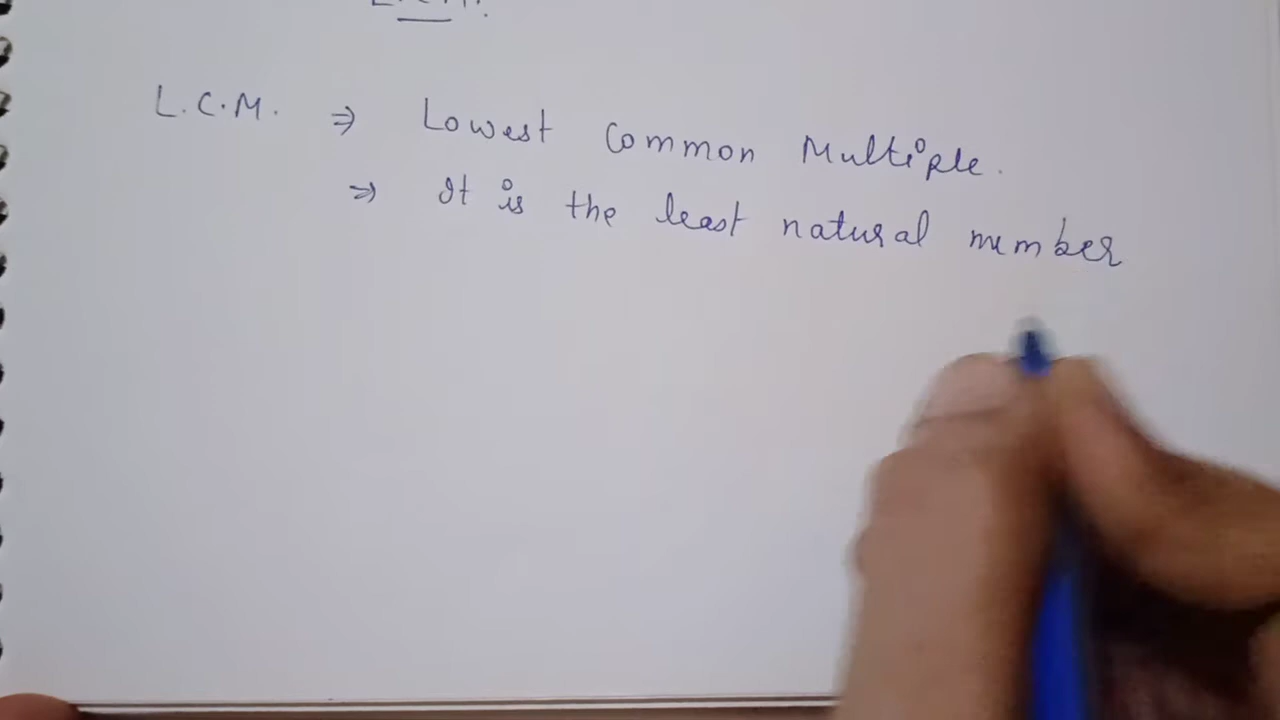 L.C.M. ⇒ Lowest Common Multiple.
⇒ It is the least natural number